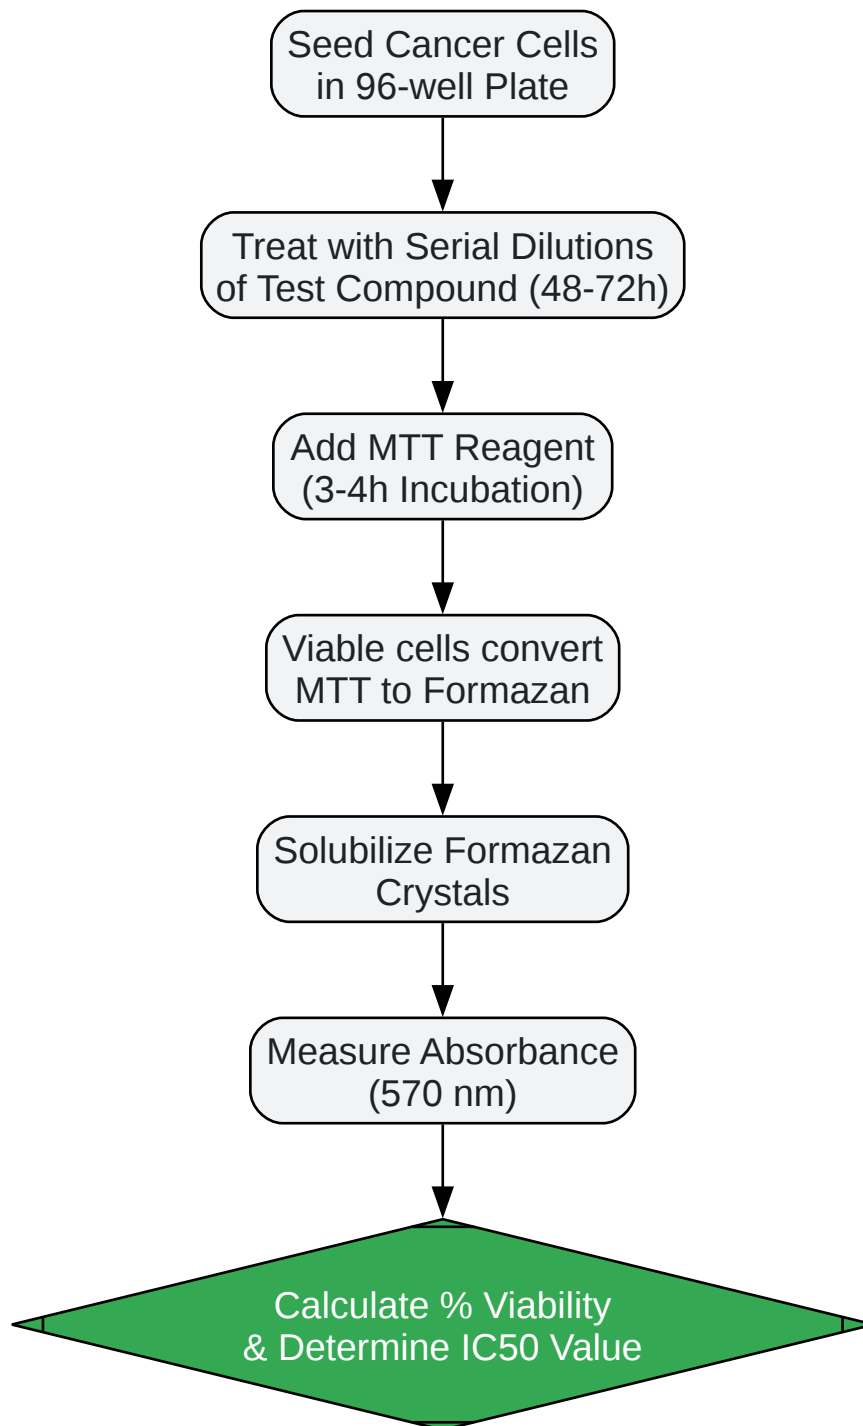 Seed Cancer Cells
in 96-well Plate
Treat with Serial Dilutions
of Test Compound (48-72h)
Add MTT Reagent
(3-4h Incubation)
Viable cells convert
MTT to Formazan
Solubilize Formazan
Crystals
Measure Absorbance
(570 nm)
Calculate % Viability
& Determine IC50 Value